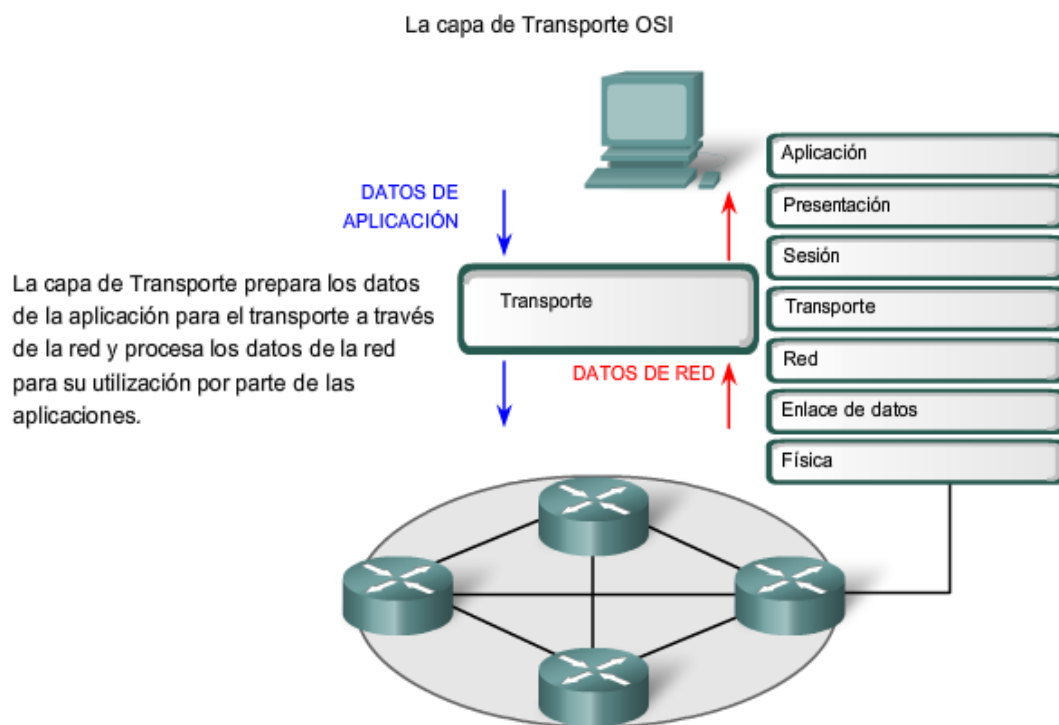 La capa de Transporte OSI
DATOS DE
APLICACIÓN
La capa de Transporte prepara los datos
de la aplicación para el transporte a través
de la red y procesa los datos de la red
para su utilización por parte de las
aplicaciones.
Transporte
DATOS DE RED
Aplicación
Presentación
Sesión
Transporte
Red
Enlace de datos
Física